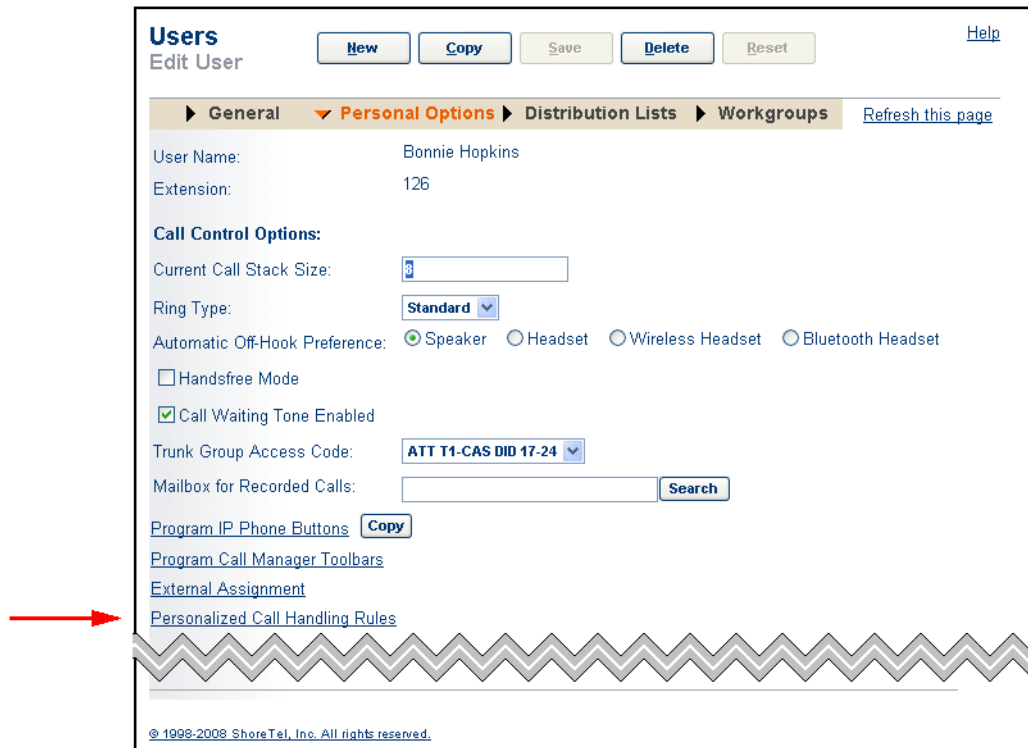 Users
Edit User
New Copy Save Delete Reset
Help
General Personal Options Distribution Lists Workgroups Refresh this page
User Name: Bonnie Hopkins
Extension: 126
Call Control Options:
Current Call Stack Size: 8
Ring Type: Standard
Automatic Off-Hook Preference: Speaker Headset Wireless Headset Bluetooth Headset
Handsfree Mode
Call Waiting Tone Enabled
Trunk Group Access Code: ATT T1-CAS DID 17-24
Mailbox for Recorded Calls: Search
Program IP Phone Buttons Copy
Program Call Manager Toolbars
External Assignment
Personalized Call Handling Rules
© 1998-2008 ShoreTel, Inc. All rights reserved.